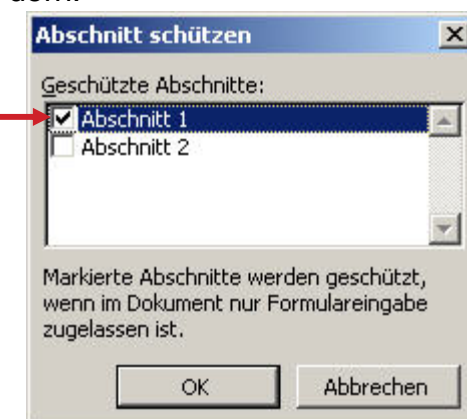 Abschnitt schützen
Geschützte Abschnitte:
Abschnitt 1
Abschnitt 2
Markierte Abschnitte werden geschützt,
wenn im Dokument nur Formulareingabe
zugelassen ist.
OK Abbrechen